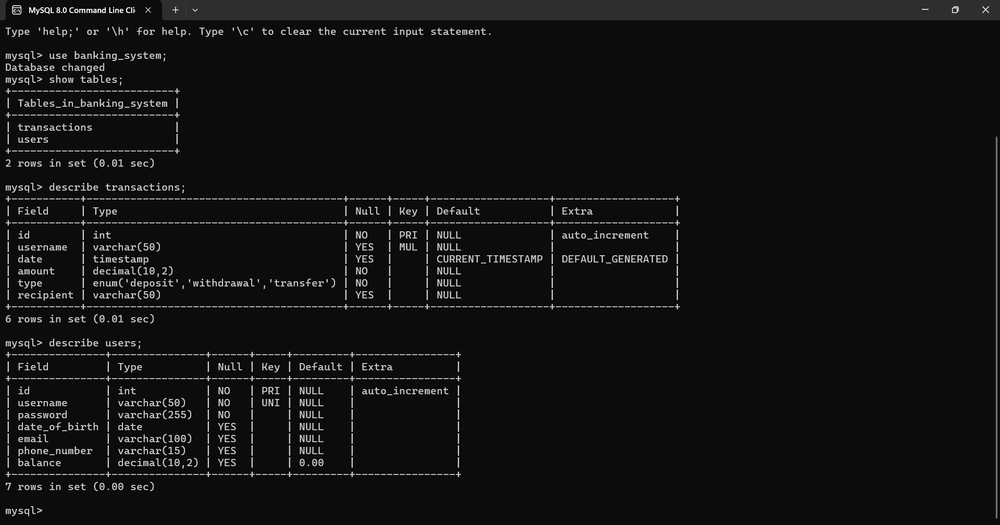 MySQL 8.0 Command Line Cli
Type 'help;' or '\h' for help. Type '\c' to clear the current input statement.
mysql> use banking_system;
Database changed
mysql> show tables;
+--------------------------+
| Tables_in_banking_system |
+--------------------------+
| transactions             |
| users                    |
+--------------------------+
2 rows in set (0.01 sec)
mysql> describe transactions;
+-----------+-----------------------------------------+------+-----+-------------------+-------------------+
| Field     | Type                                    | Null | Key | Default           | Extra             |
+-----------+-----------------------------------------+------+-----+-------------------+-------------------+
| id        | int                                     | NO   | PRI | NULL              | auto_increment    |
| username  | varchar(50)                             | YES  | MUL | NULL              |                   |
| date      | timestamp                               | YES  |     | CURRENT_TIMESTAMP | DEFAULT_GENERATED |
| amount    | decimal(10,2)                           | NO   |     | NULL              |                   |
| type      | enum('deposit','withdrawal','transfer') | NO   |     | NULL              |                   |
| recipient | varchar(50)                             | YES  |     | NULL              |                   |
+-----------+-----------------------------------------+------+-----+-------------------+-------------------+
6 rows in set (0.01 sec)
mysql> describe users;
+---------------+---------------+------+-----+---------+----------------+
| Field         | Type          | Null | Key | Default | Extra          |
+---------------+---------------+------+-----+---------+----------------+
| id            | int           | NO   | PRI | NULL    | auto_increment |
| username      | varchar(50)   | NO   | UNI | NULL    |                |
| password      | varchar(255)  | NO   |     | NULL    |                |
| date_of_birth | date          | YES  |     | NULL    |                |
| email         | varchar(100)  | YES  |     | NULL    |                |
| phone_number  | varchar(15)   | YES  |     | NULL    |                |
| balance       | decimal(10,2) | YES  |     | 0.00    |                |
+---------------+---------------+------+-----+---------+----------------+
7 rows in set (0.00 sec)
mysql>